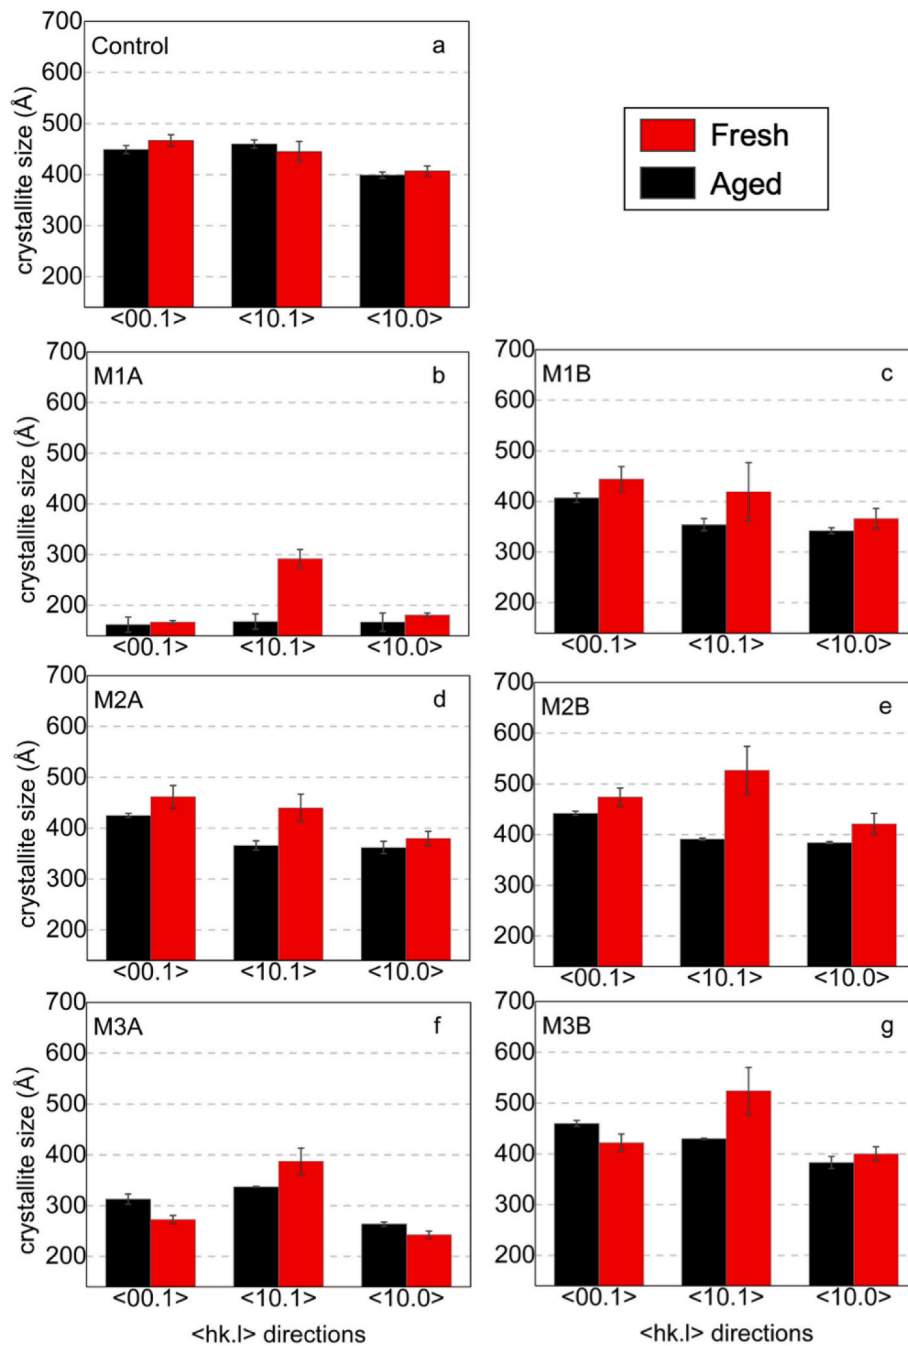 Control
a
700
600
500
400
300
200
crystallite size (Å)
<00.1> <10.1> <10.0>
Fresh
Aged
M1A
b
700
600
500
400
300
200
crystallite size (Å)
<00.1> <10.1> <10.0>
M1B
c
700
600
500
400
300
200
<00.1> <10.1> <10.0>
M2A
d
700
600
500
400
300
200
crystallite size (Å)
<00.1> <10.1> <10.0>
M2B
e
700
600
500
400
300
200
<00.1> <10.1> <10.0>
M3A
f
700
600
500
400
300
200
crystallite size (Å)
<00.1> <10.1> <10.0>
<hk.l> directions
M3B
g
700
600
500
400
300
200
<00.1> <10.1> <10.0>
<hk.l> directions